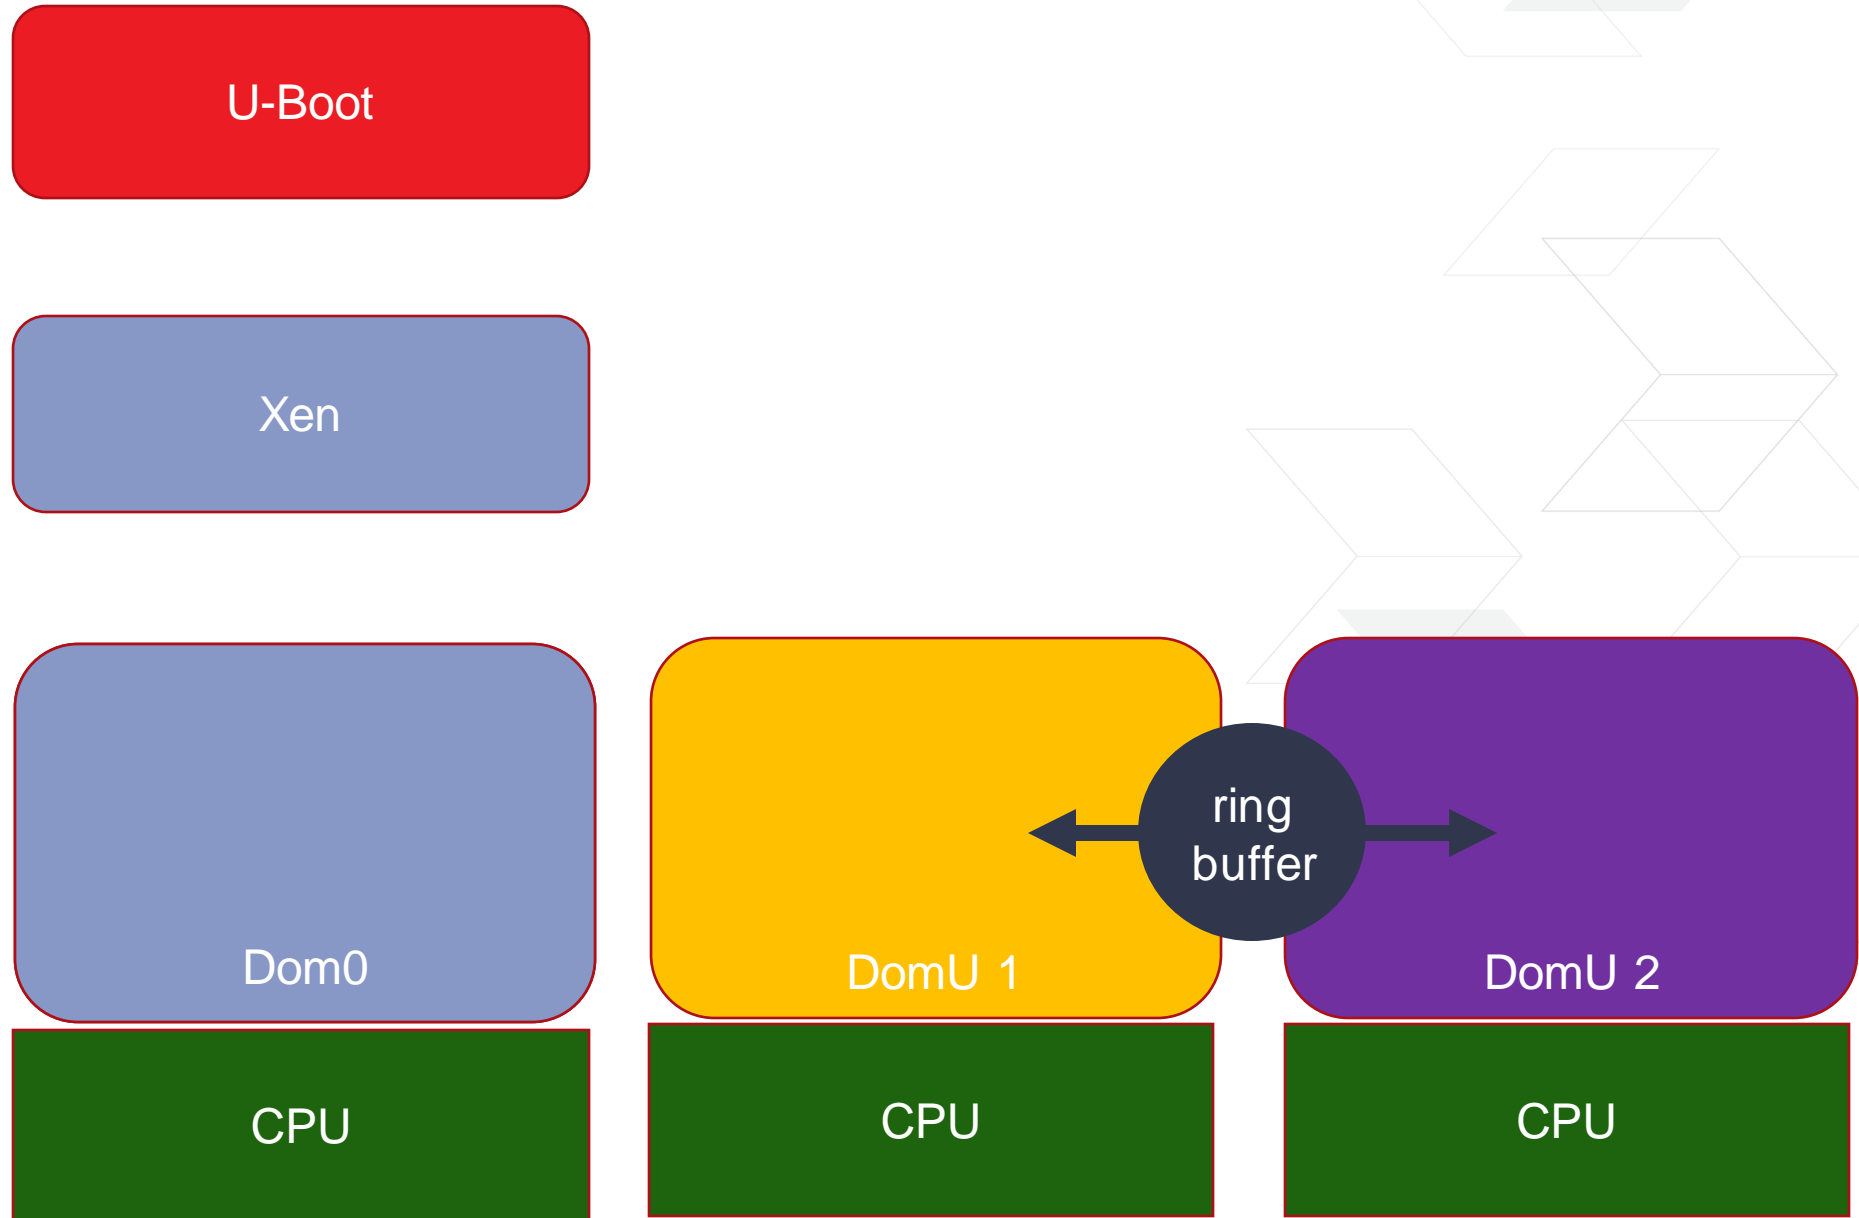 U-Boot
Xen
Dom0
DomU 1
ring
buffer
DomU 2
CPU
CPU
CPU